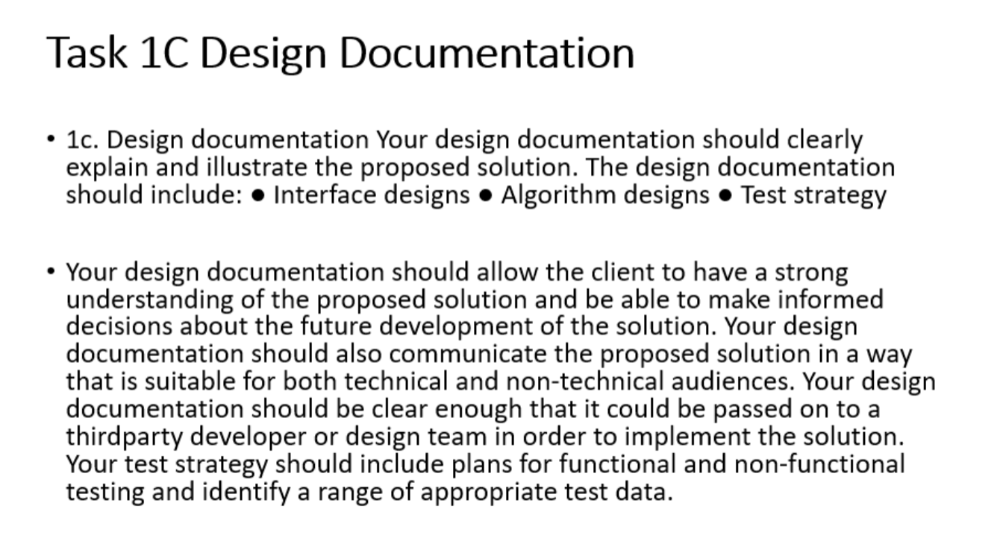 Task 1C Design Documentation
• 1c. Design documentation Your design documentation should clearly
explain and illustrate the proposed solution. The design documentation
should include: ● Interface designs ● Algorithm designs ● Test strategy
• Your design documentation should allow the client to have a strong
understanding of the proposed solution and be able to make informed
decisions about the future development of the solution. Your design
documentation should also communicate the proposed solution in a way
that is suitable for both technical and non-technical audiences. Your design
documentation should be clear enough that it could be passed on to a
thirdparty developer or design team in order to implement the solution.
Your test strategy should include plans for functional and non-functional
testing and identify a range of appropriate test data.